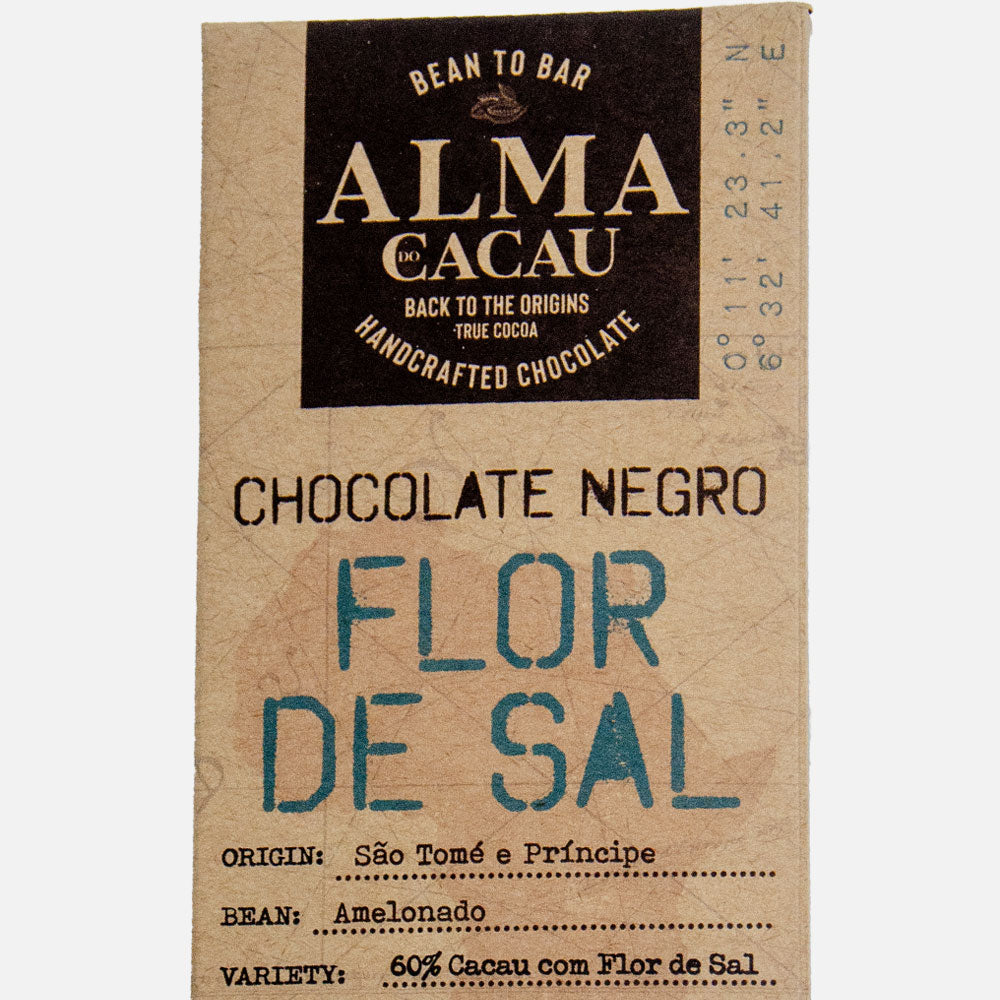 BEAN TO BAR
ALMA
DO CACAU
BACK TO THE ORIGINS
TRUE COCOA
HANDCRAFTED CHOCOLATE
0° 11' 23.3" N
6° 32' 41.2" E
CHOCOLATE NEGRO
FLOR
DE SAL
ORIGIN: São Tomé e Príncipe
BEAN: Amelonado
VARIETY: 60% Cacau com Flor de Sal